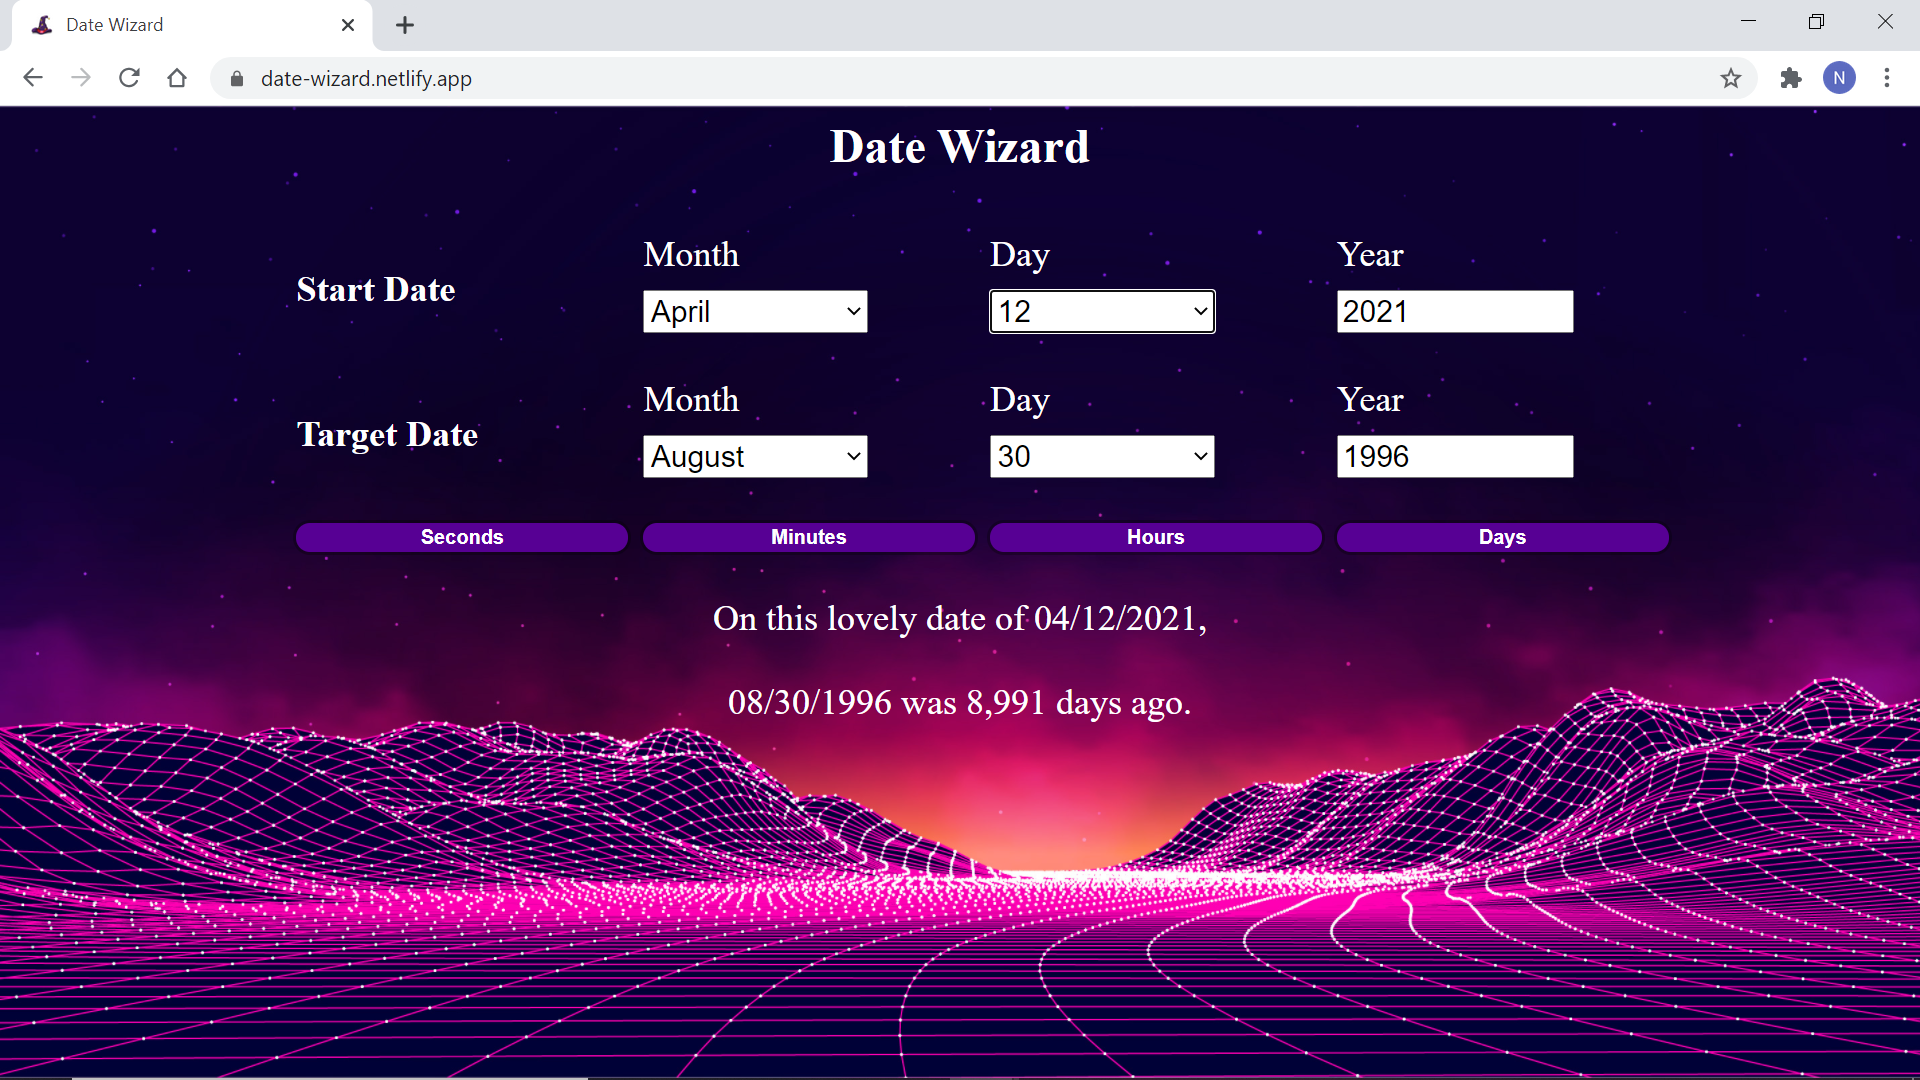 Date Wizard
date-wizard.netlify.app
N
Date Wizard
Month Day Year
Start Date
April 12 2021
Month Day Year
Target Date
August 30 1996
Seconds Minutes Hours Days
On this lovely date of 04/12/2021,
08/30/1996 was 8,991 days ago.